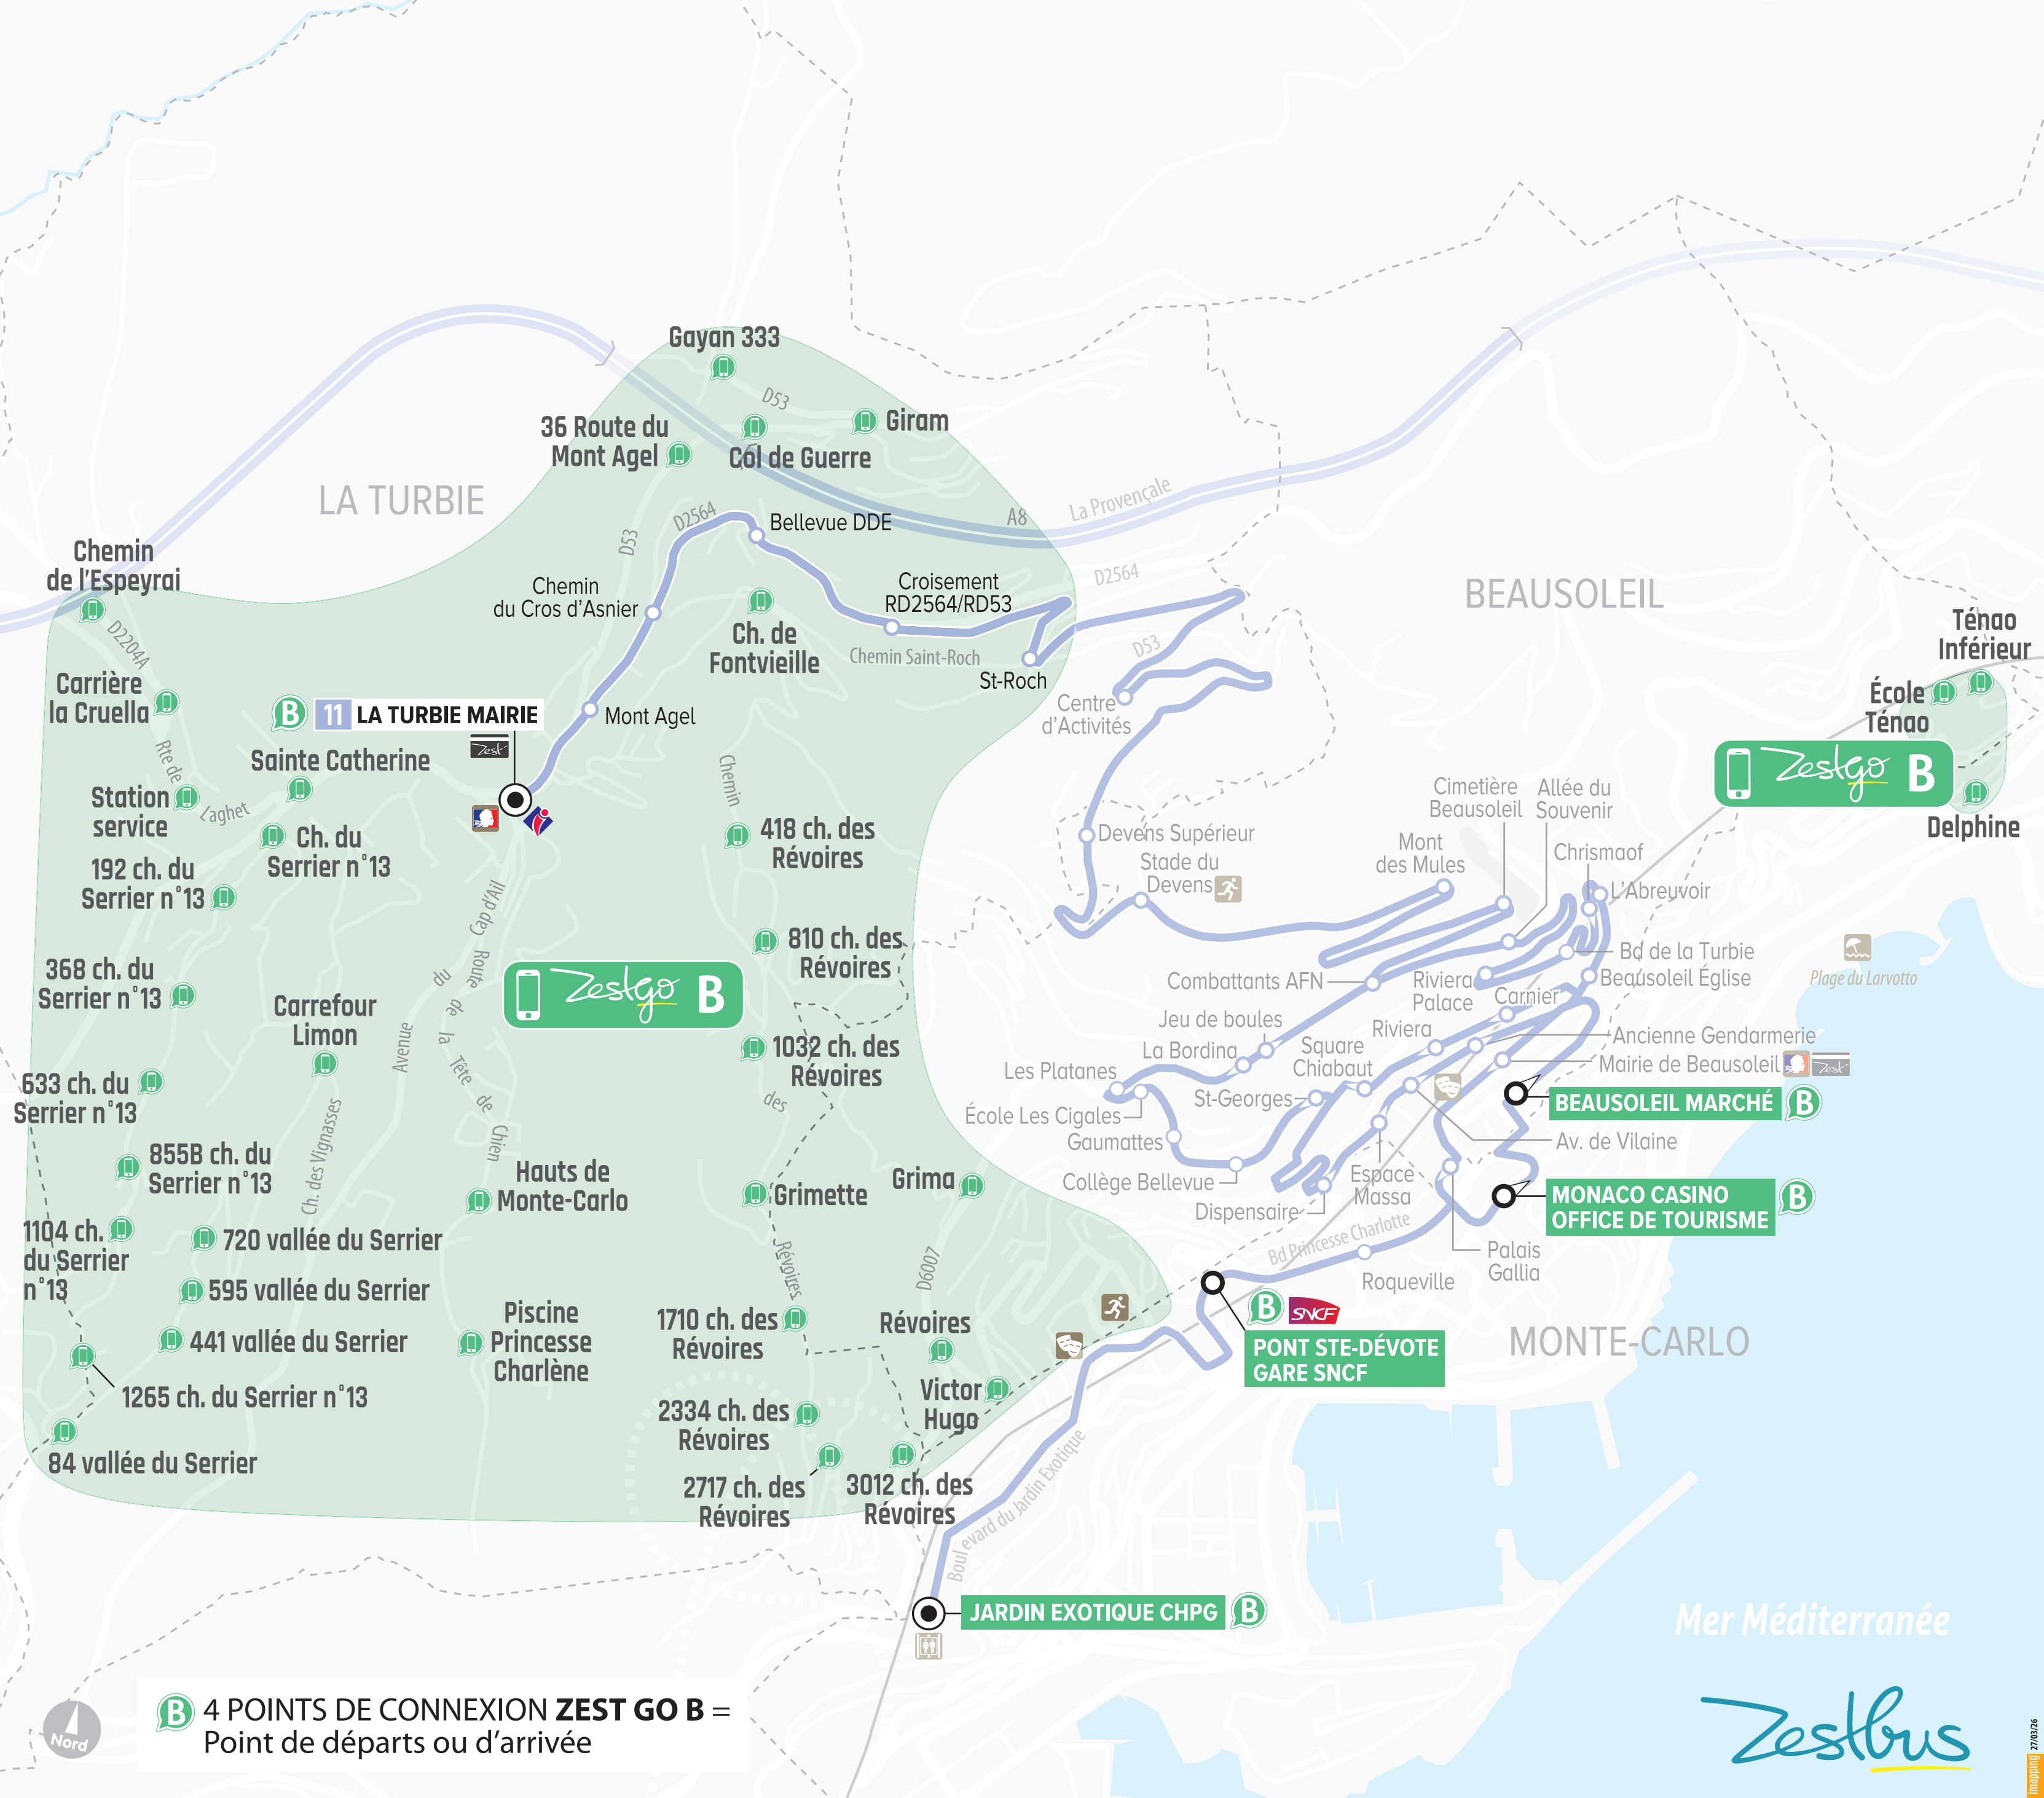 Gayan 333
D53
36 Route du
Mont Agel
Col de Guerre
Giram
LA TURBIE
D2564
D53
Bellevue DDE
A8
La Provençale
D2564
Chemin
de l'Espeyrai
D2204A
Chemin
du Cros d'Asnier
Croisement
RD2564/RD53
Ch. de
Fontvieille
Chemin Saint-Roch
St-Roch
D53
Centre
d'Activités
BEAUSOLEIL
Ténao
Inférieur
École
Ténao
Zestgo B
Delphine
Carrière
la Cruella
B
11 LA TURBIE MAIRIE
Zest
Mont Agel
Rte de
Laghet
Sainte Catherine
Station
service
Ch. du
Serrier n°13
192 ch. du
Serrier n°13
368 ch. du
Serrier n°13
Carrefour
Limon
633 ch. du
Serrier n°13
855B ch. du
Serrier n°13
1104 ch.
du Serrier
n°13
720 vallée du Serrier
595 vallée du Serrier
441 vallée du Serrier
1265 ch. du Serrier n°13
84 vallée du Serrier
Ch. des Vignasses
Avenue
du
Cap d'Ail
Route
de
la
Tête
de
Chien
Zestgo B
Hauts de
Monte-Carlo
Piscine
Princesse
Charlène
Chemin
418 ch. des
Révoires
810 ch. des
Révoires
1032 ch. des
Révoires
des
Grimette
Révoires
Grima
D6007
1710 ch. des
Révoires
Révoires
Victor
Hugo
2334 ch. des
Révoires
2717 ch. des
Révoires
3012 ch. des
Révoires
Devens Supérieur
Stade du
Devens
Mont
des Mules
Cimetière
Beausoleil
Allée du
Souvenir
Chrismaof
L'Abreuvoir
Bd de la Turbie
Beausoleil Église
Plage du Larvotto
Combattants AFN
Riviera
Palace
Carnier
Jeu de boules
La Bordina
Square
Chiabaut
Riviera
Ancienne Gendarmerie
Mairie de Beausoleil
Zest
Les Platanes
École Les Cigales
St-Georges
BEAUSOLEIL MARCHÉ
B
Gaumattes
Av. de Vilaine
Collège Bellevue
Espace
Massa
Dispensaire
MONACO CASINO
OFFICE DE TOURISME
B
Bd Princesse Charlotte
Palais
Gallia
Roqueville
B
SNCF
PONT STE-DÉVOTE
GARE SNCF
MONTE-CARLO
Boulevard du Jardin Exotique
JARDIN EXOTIQUE CHPG
B
Mer Méditerranée
Nord
B 4 POINTS DE CONNEXION ZEST GO B =
Point de départs ou d'arrivée
Zestbus
imapping 27/03/26